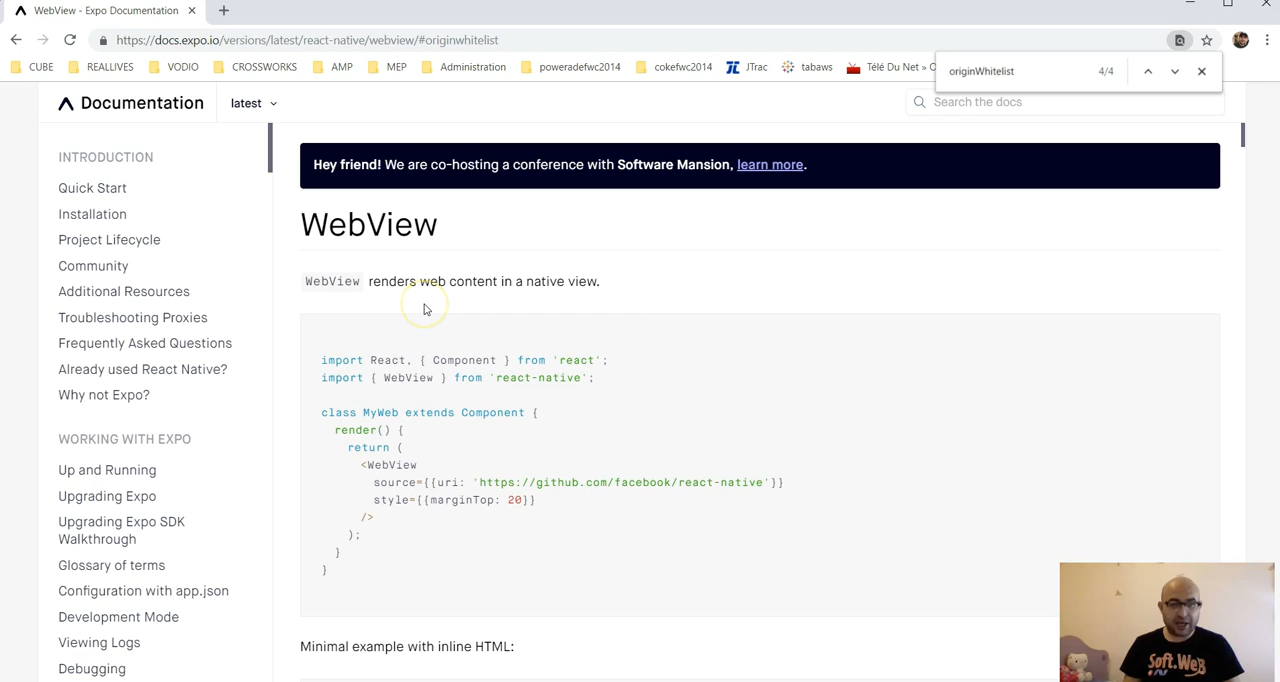 WebView - Expo Documentation
https://docs.expo.io/versions/latest/react-native/webview/#originwhitelist
CUBE REALLIVES VODIO CROSSWORKS AMP MEP Administration poweradefwc2014 cokefwc2014 JTrac tabaws Télé Du Net » O
originWhitelist 4/4
Documentation latest
Search the docs
INTRODUCTION
Quick Start
Installation
Project Lifecycle
Community
Additional Resources
Troubleshooting Proxies
Frequently Asked Questions
Already used React Native?
Why not Expo?
WORKING WITH EXPO
Up and Running
Upgrading Expo
Upgrading Expo SDK
Walkthrough
Glossary of terms
Configuration with app.json
Development Mode
Viewing Logs
Debugging
Hey friend! We are co-hosting a conference with Software Mansion, learn more.
WebView
WebView renders web content in a native view.
import React, { Component } from 'react';
import { WebView } from 'react-native';
class MyWeb extends Component {
render() {
return (
<WebView
source={{uri: 'https://github.com/facebook/react-native'}}
style={{marginTop: 20}}
/>
);
}
}
Minimal example with inline HTML:
Soft.WeB